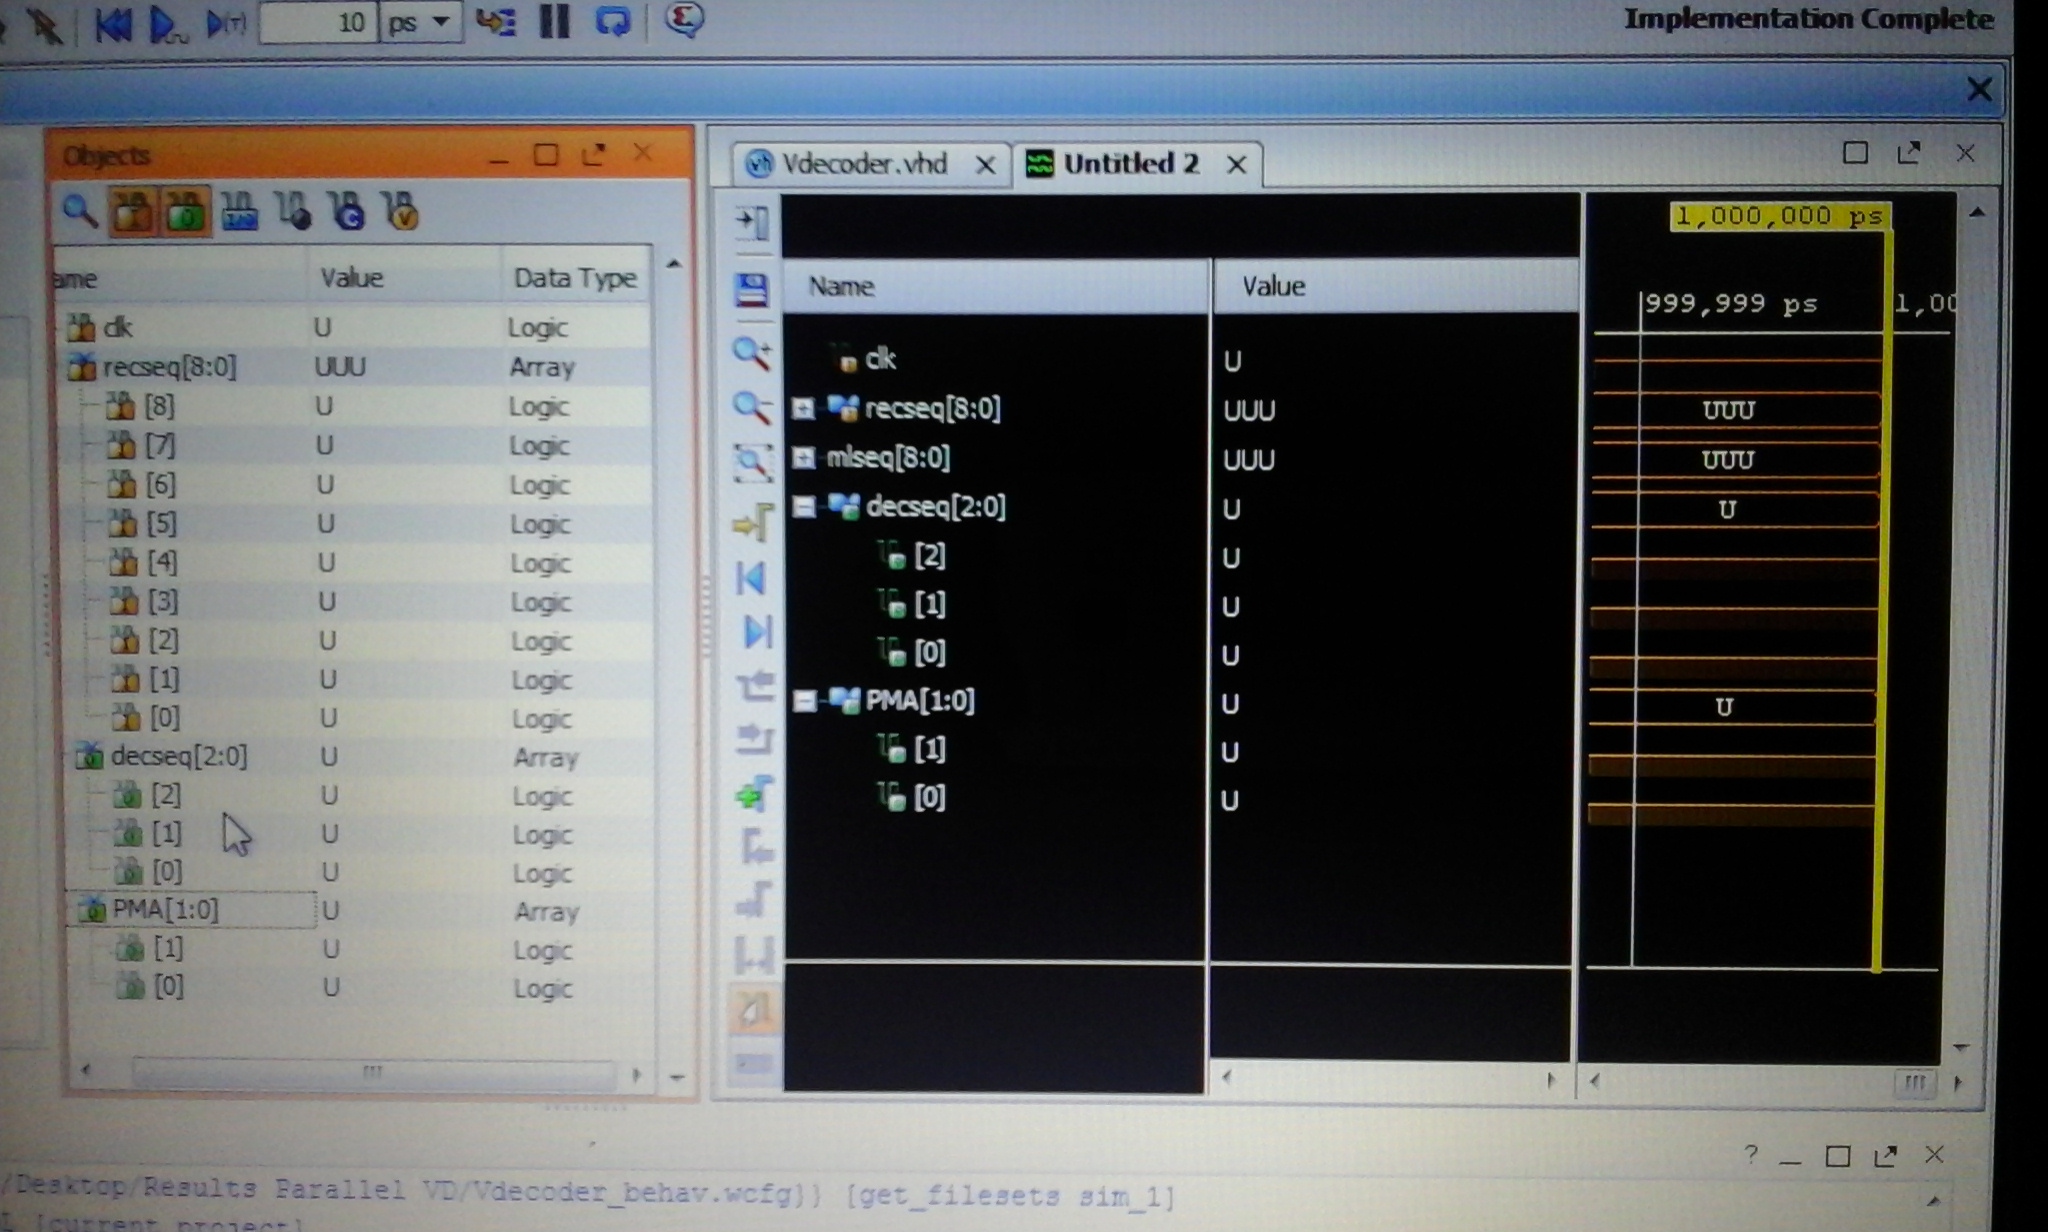 10 ps
Implementation Complete
Objects
ame Value Data Type
clk U Logic
recseq[8:0] UUU Array
[8] U Logic
[7] U Logic
[6] U Logic
[5] U Logic
[4] U Logic
[3] U Logic
[2] U Logic
[1] U Logic
[0] U Logic
decseq[2:0] U Array
[2] U Logic
[1] U Logic
[0] U Logic
PMA[1:0] U Array
[1] U Logic
[0] U Logic
Vdecoder.vhd
Untitled 2
1,000,000 ps
Name Value 999,999 ps 1,00
clk U
recseq[8:0] UUU UUU
mlseq[8:0] UUU UUU
decseq[2:0] U U
[2] U
[1] U
[0] U
PMA[1:0] U U
[1] U
[0] U
/Desktop/Results Parallel VD/Vdecoder_behav.wcfg}} [get_filesets sim_1]
[current_project]